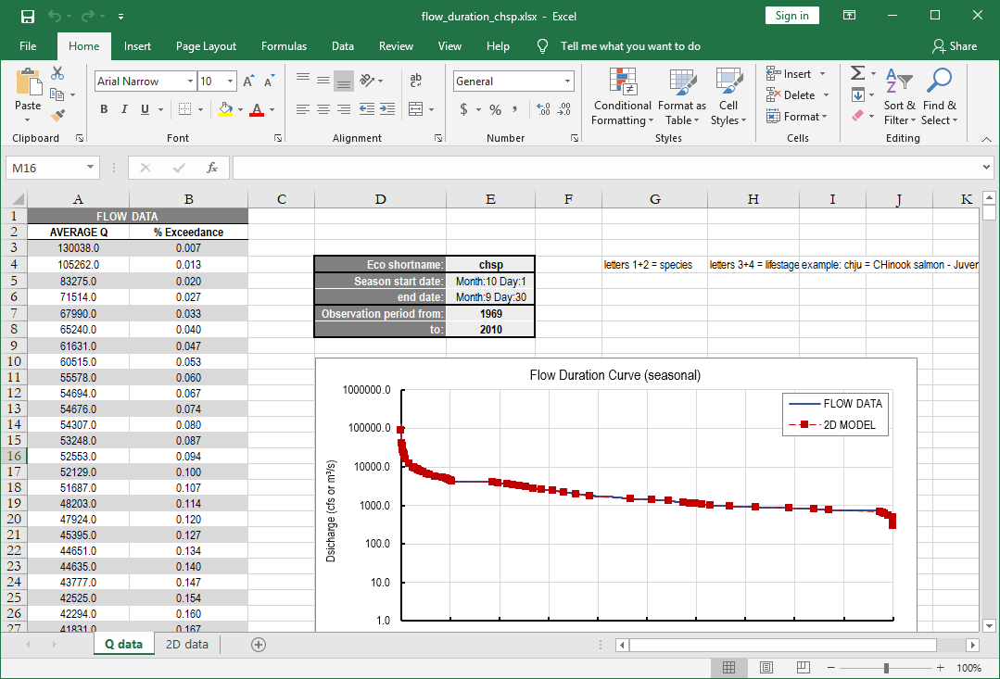 flow_duration_chsp.xlsx - Excel
Sign in
File Home Insert Page Layout Formulas Data Review View Help Tell me what you want to do Share
Paste
Clipboard
Arial Narrow 10
B I U A
Font
ab
Alignment
General
$ % ,
Number
Conditional Formatting
Format as Table
Cell Styles
Styles
Insert
Delete
Format
Cells
Sort & Filter
Find & Select
Editing
M16 fx
A B C D E F G H I J K
1 FLOW DATA
2 AVERAGE Q % Exceedance
3 130038.0 0.007
4 105262.0 0.013 Eco shortname: chsp letters 1+2 = species letters 3+4 = lifestage example: chju = CHinook salmon - Juver
5 83275.0 0.020 Season start date: Month:10 Day:1
6 71514.0 0.027 end date: Month:9 Day:30
7 67990.0 0.033 Observation period from: 1969
8 65240.0 0.040 to: 2010
9 61631.0 0.047
10 60515.0 0.053
11 55578.0 0.060
12 54694.0 0.067
13 54676.0 0.074
14 54307.0 0.080
15 53248.0 0.087
16 52553.0 0.094
17 52129.0 0.100
18 51687.0 0.107
19 48203.0 0.114
20 47924.0 0.120
21 45395.0 0.127
22 44651.0 0.134
23 44635.0 0.140
24 43777.0 0.147
25 42525.0 0.154
26 42294.0 0.160
27 41831.0 0.167
Flow Duration Curve (seasonal)
1000000.0
100000.0
10000.0
1000.0
100.0
10.0
1.0
Dsicharge (cfs or m³/s)
FLOW DATA
2D MODEL
Q data 2D data
100%